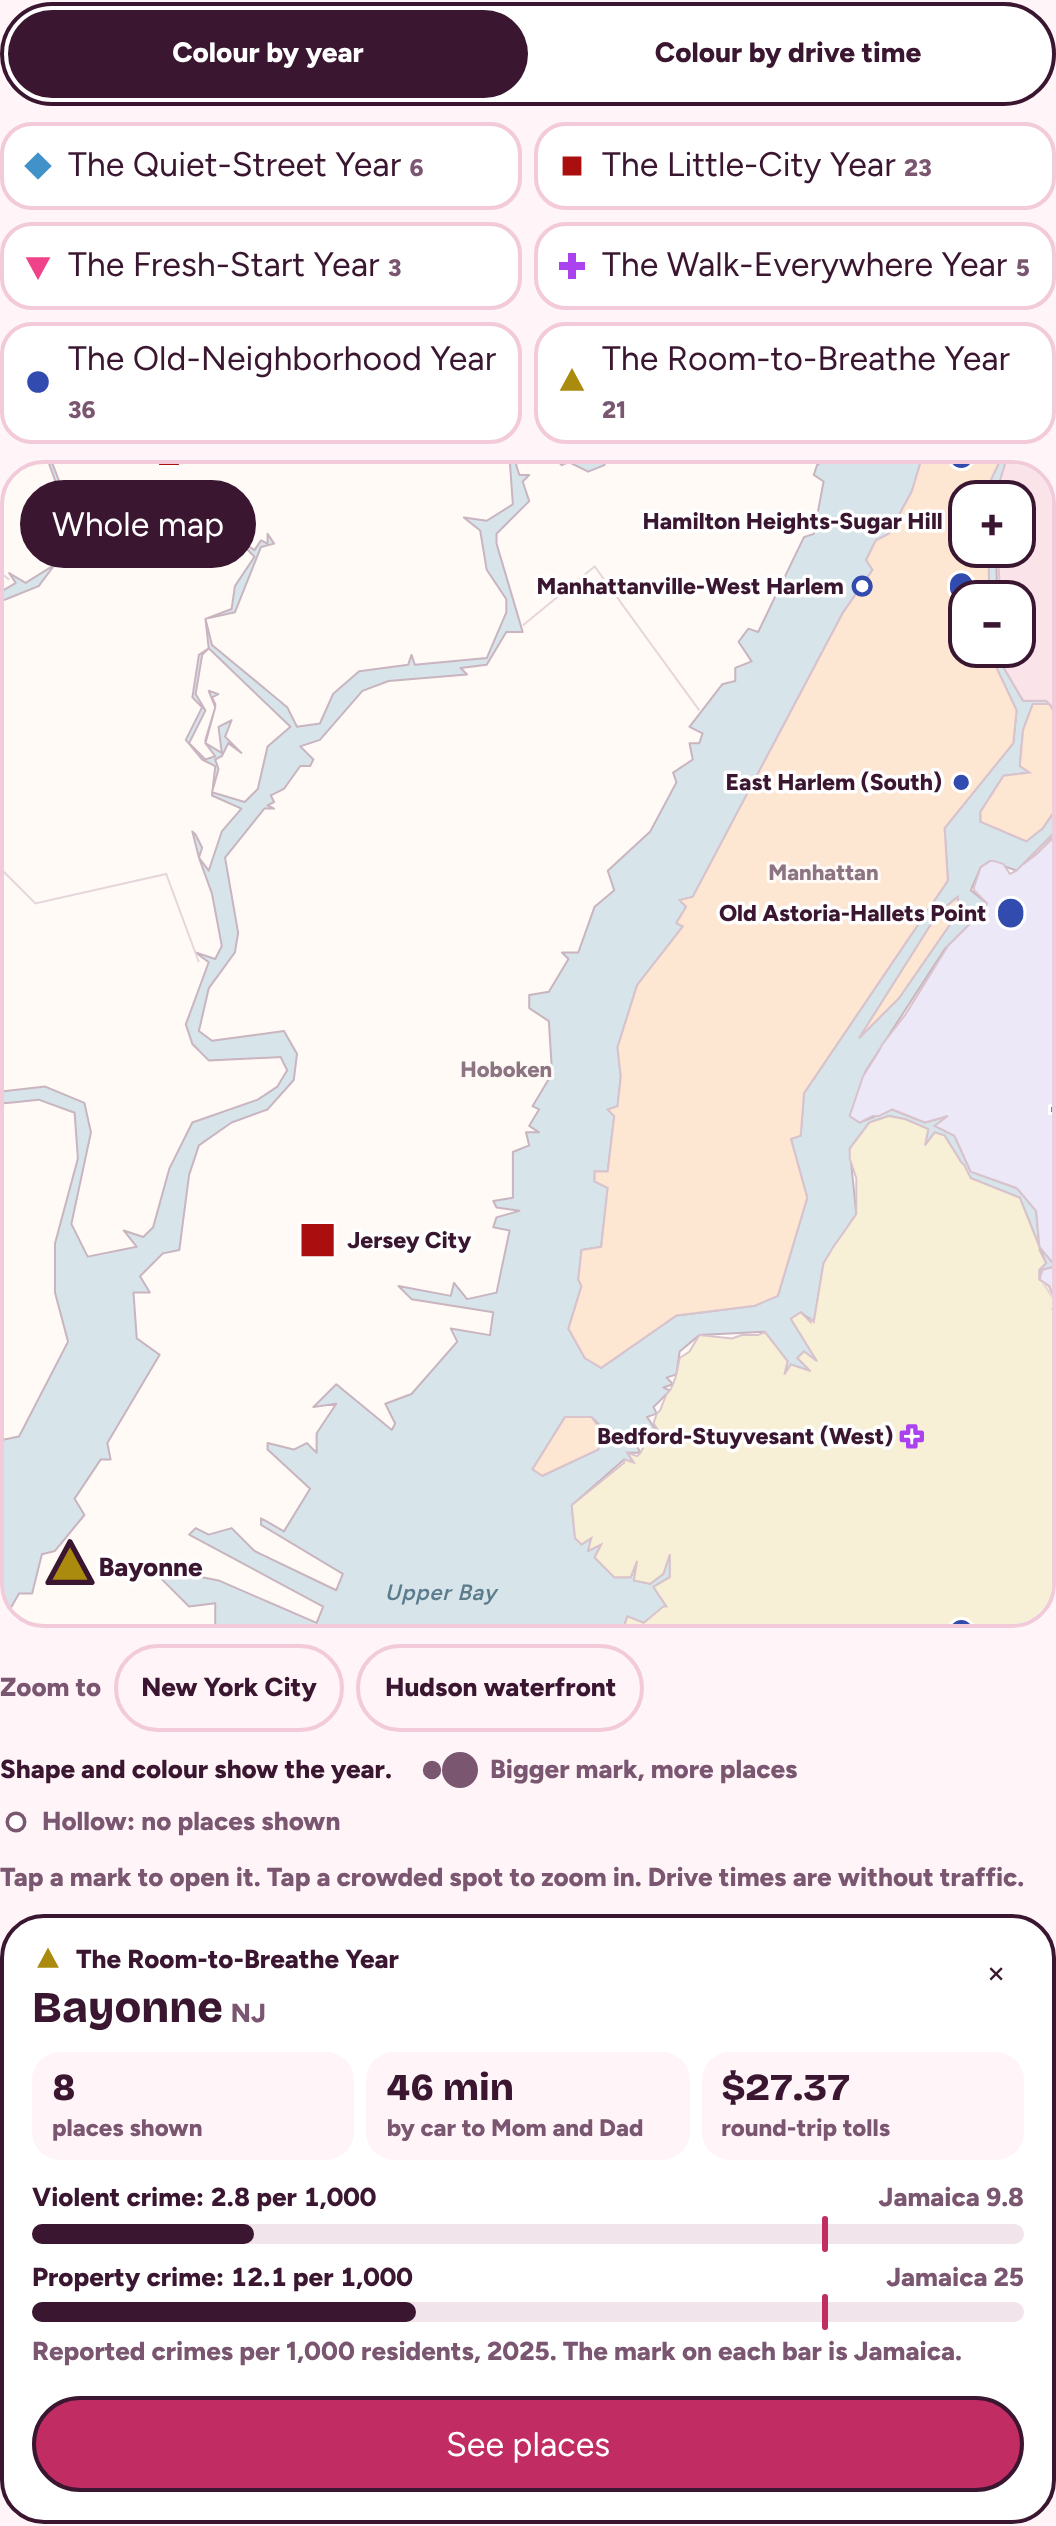 Colour by year
Colour by drive time
The Quiet-Street Year 6
The Little-City Year 23
The Fresh-Start Year 3
The Walk-Everywhere Year 5
The Old-Neighborhood Year
36
The Room-to-Breathe Year
21
Whole map
+
Hamilton Heights-Sugar Hill
Manhattanville-West Harlem
-
East Harlem (South)
Manhattan
Old Astoria-Hallets Point
Hoboken
Jersey City
Bedford-Stuyvesant (West)
Bayonne
Upper Bay
Zoom to
New York City
Hudson waterfront
Shape and colour show the year.
Bigger mark, more places
Hollow: no places shown
Tap a mark to open it. Tap a crowded spot to zoom in. Drive times are without traffic.
The Room-to-Breathe Year
×
Bayonne NJ
8
places shown
46 min
by car to Mom and Dad
$27.37
round-trip tolls
Violent crime: 2.8 per 1,000
Jamaica 9.8
Property crime: 12.1 per 1,000
Jamaica 25
Reported crimes per 1,000 residents, 2025. The mark on each bar is Jamaica.
See places